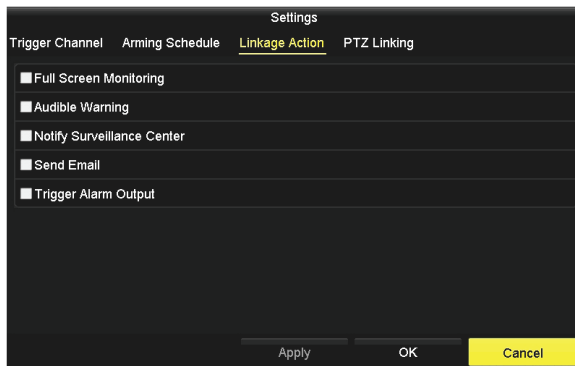 Settings
Trigger Channel Arming Schedule Linkage Action PTZ Linking
Full Screen Monitoring
Audible Warning
Notify Surveillance Center
Send Email
Trigger Alarm Output
Apply OK Cancel